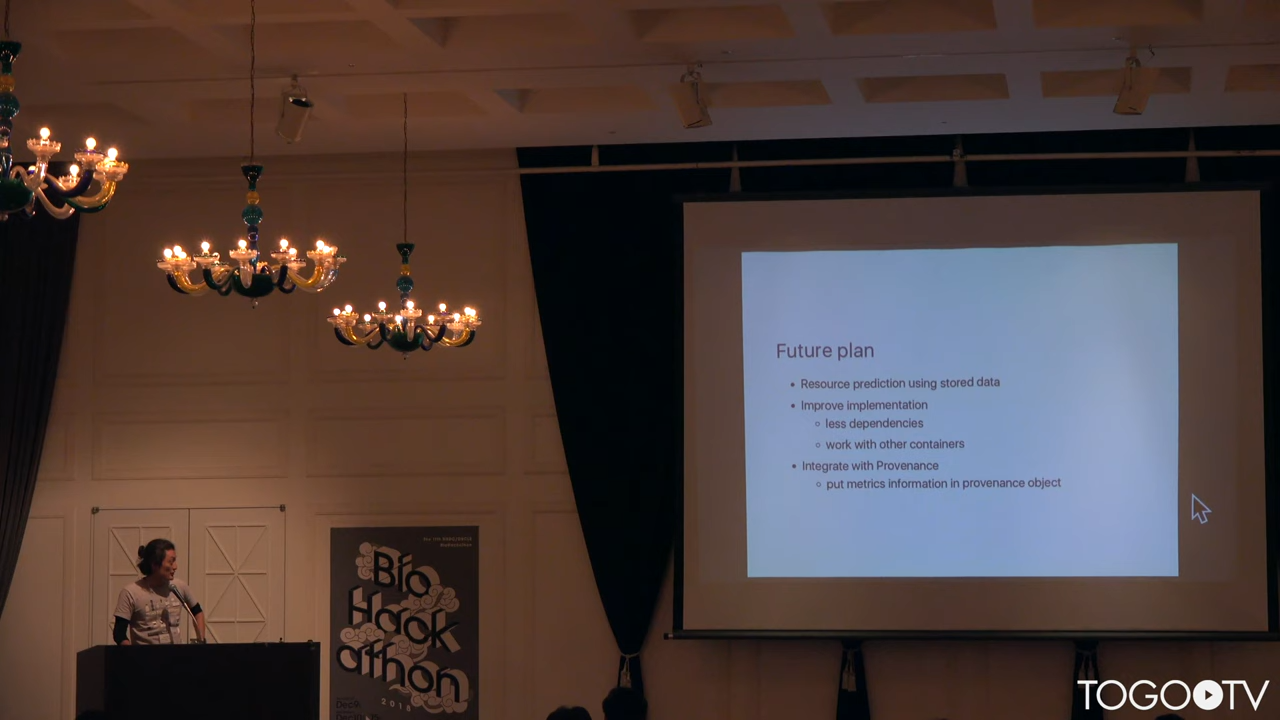 Future plan
• Resource prediction using stored data
• Improve implementation
◦ less dependencies
◦ work with other containers
• Integrate with Provenance
◦ put metrics information in provenance object
Bio
Hack
athon
2018
TOGOTV